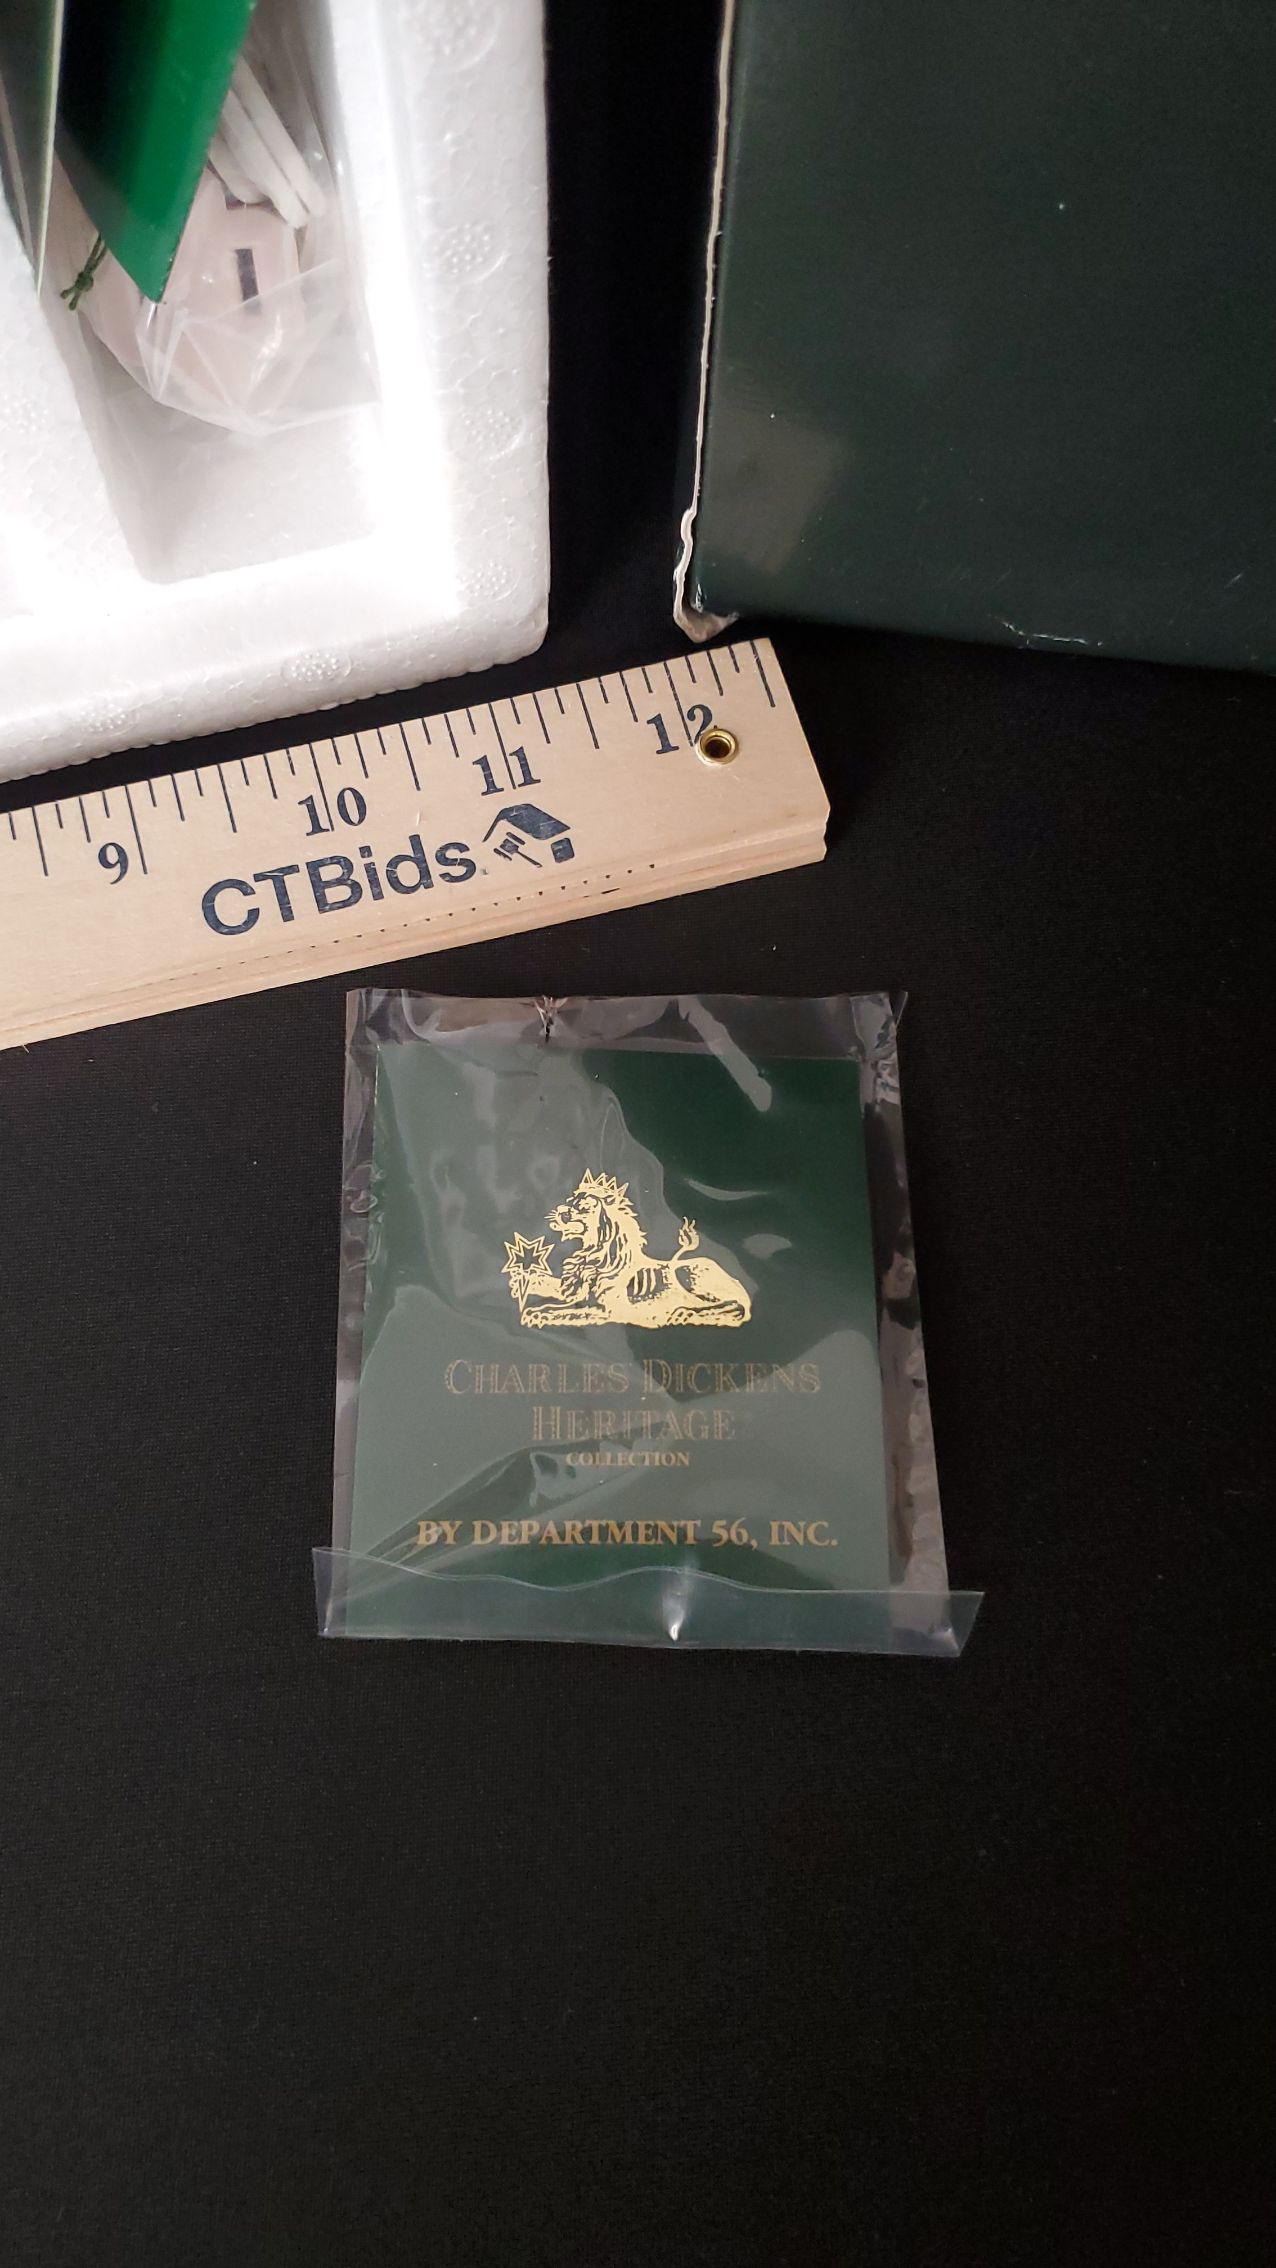 9 10 11 12
CTBids
CHARLES DICKENS
HERITAGE
COLLECTION
BY DEPARTMENT 56, INC.